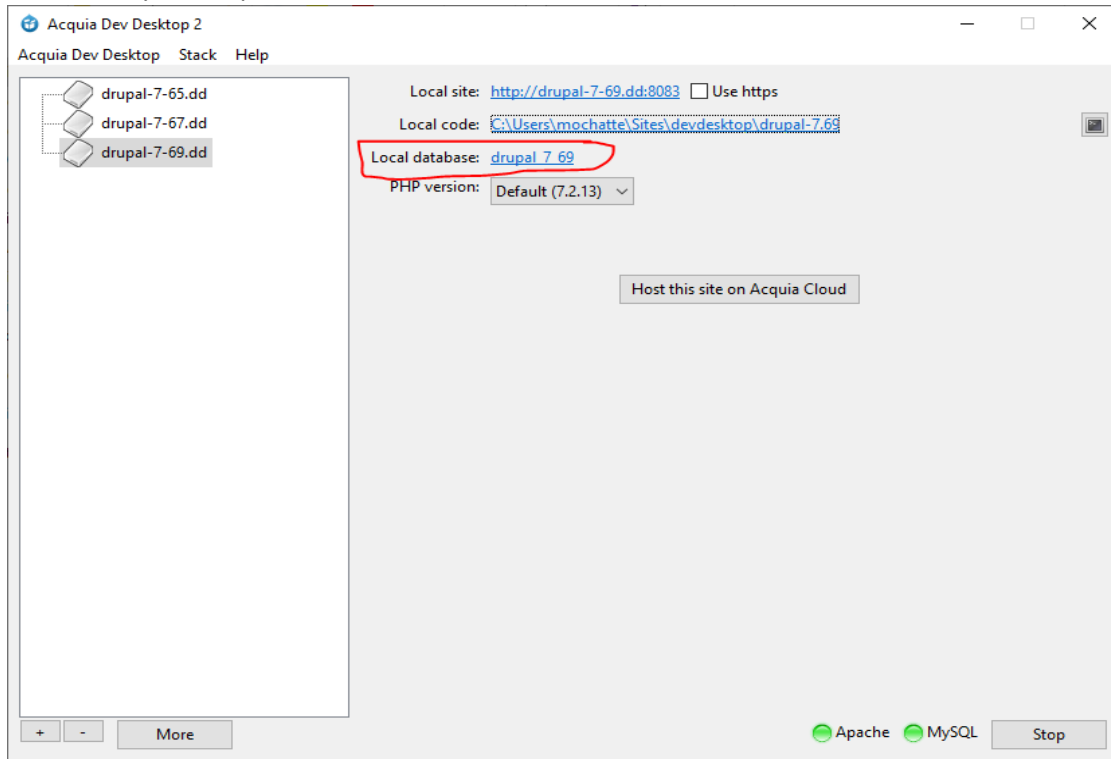 Acquia Dev Desktop 2
Acquia Dev Desktop Stack Help
drupal-7-65.dd
drupal-7-67.dd
drupal-7-69.dd
Local site: http://drupal-7-69.dd:8083 Use https
Local code: C:\Users\mochatte\Sites\devdesktop\drupal-7.69
Local database: drupal_7_69
PHP version: Default (7.2.13)
Host this site on Acquia Cloud
+ - More
Apache MySQL Stop